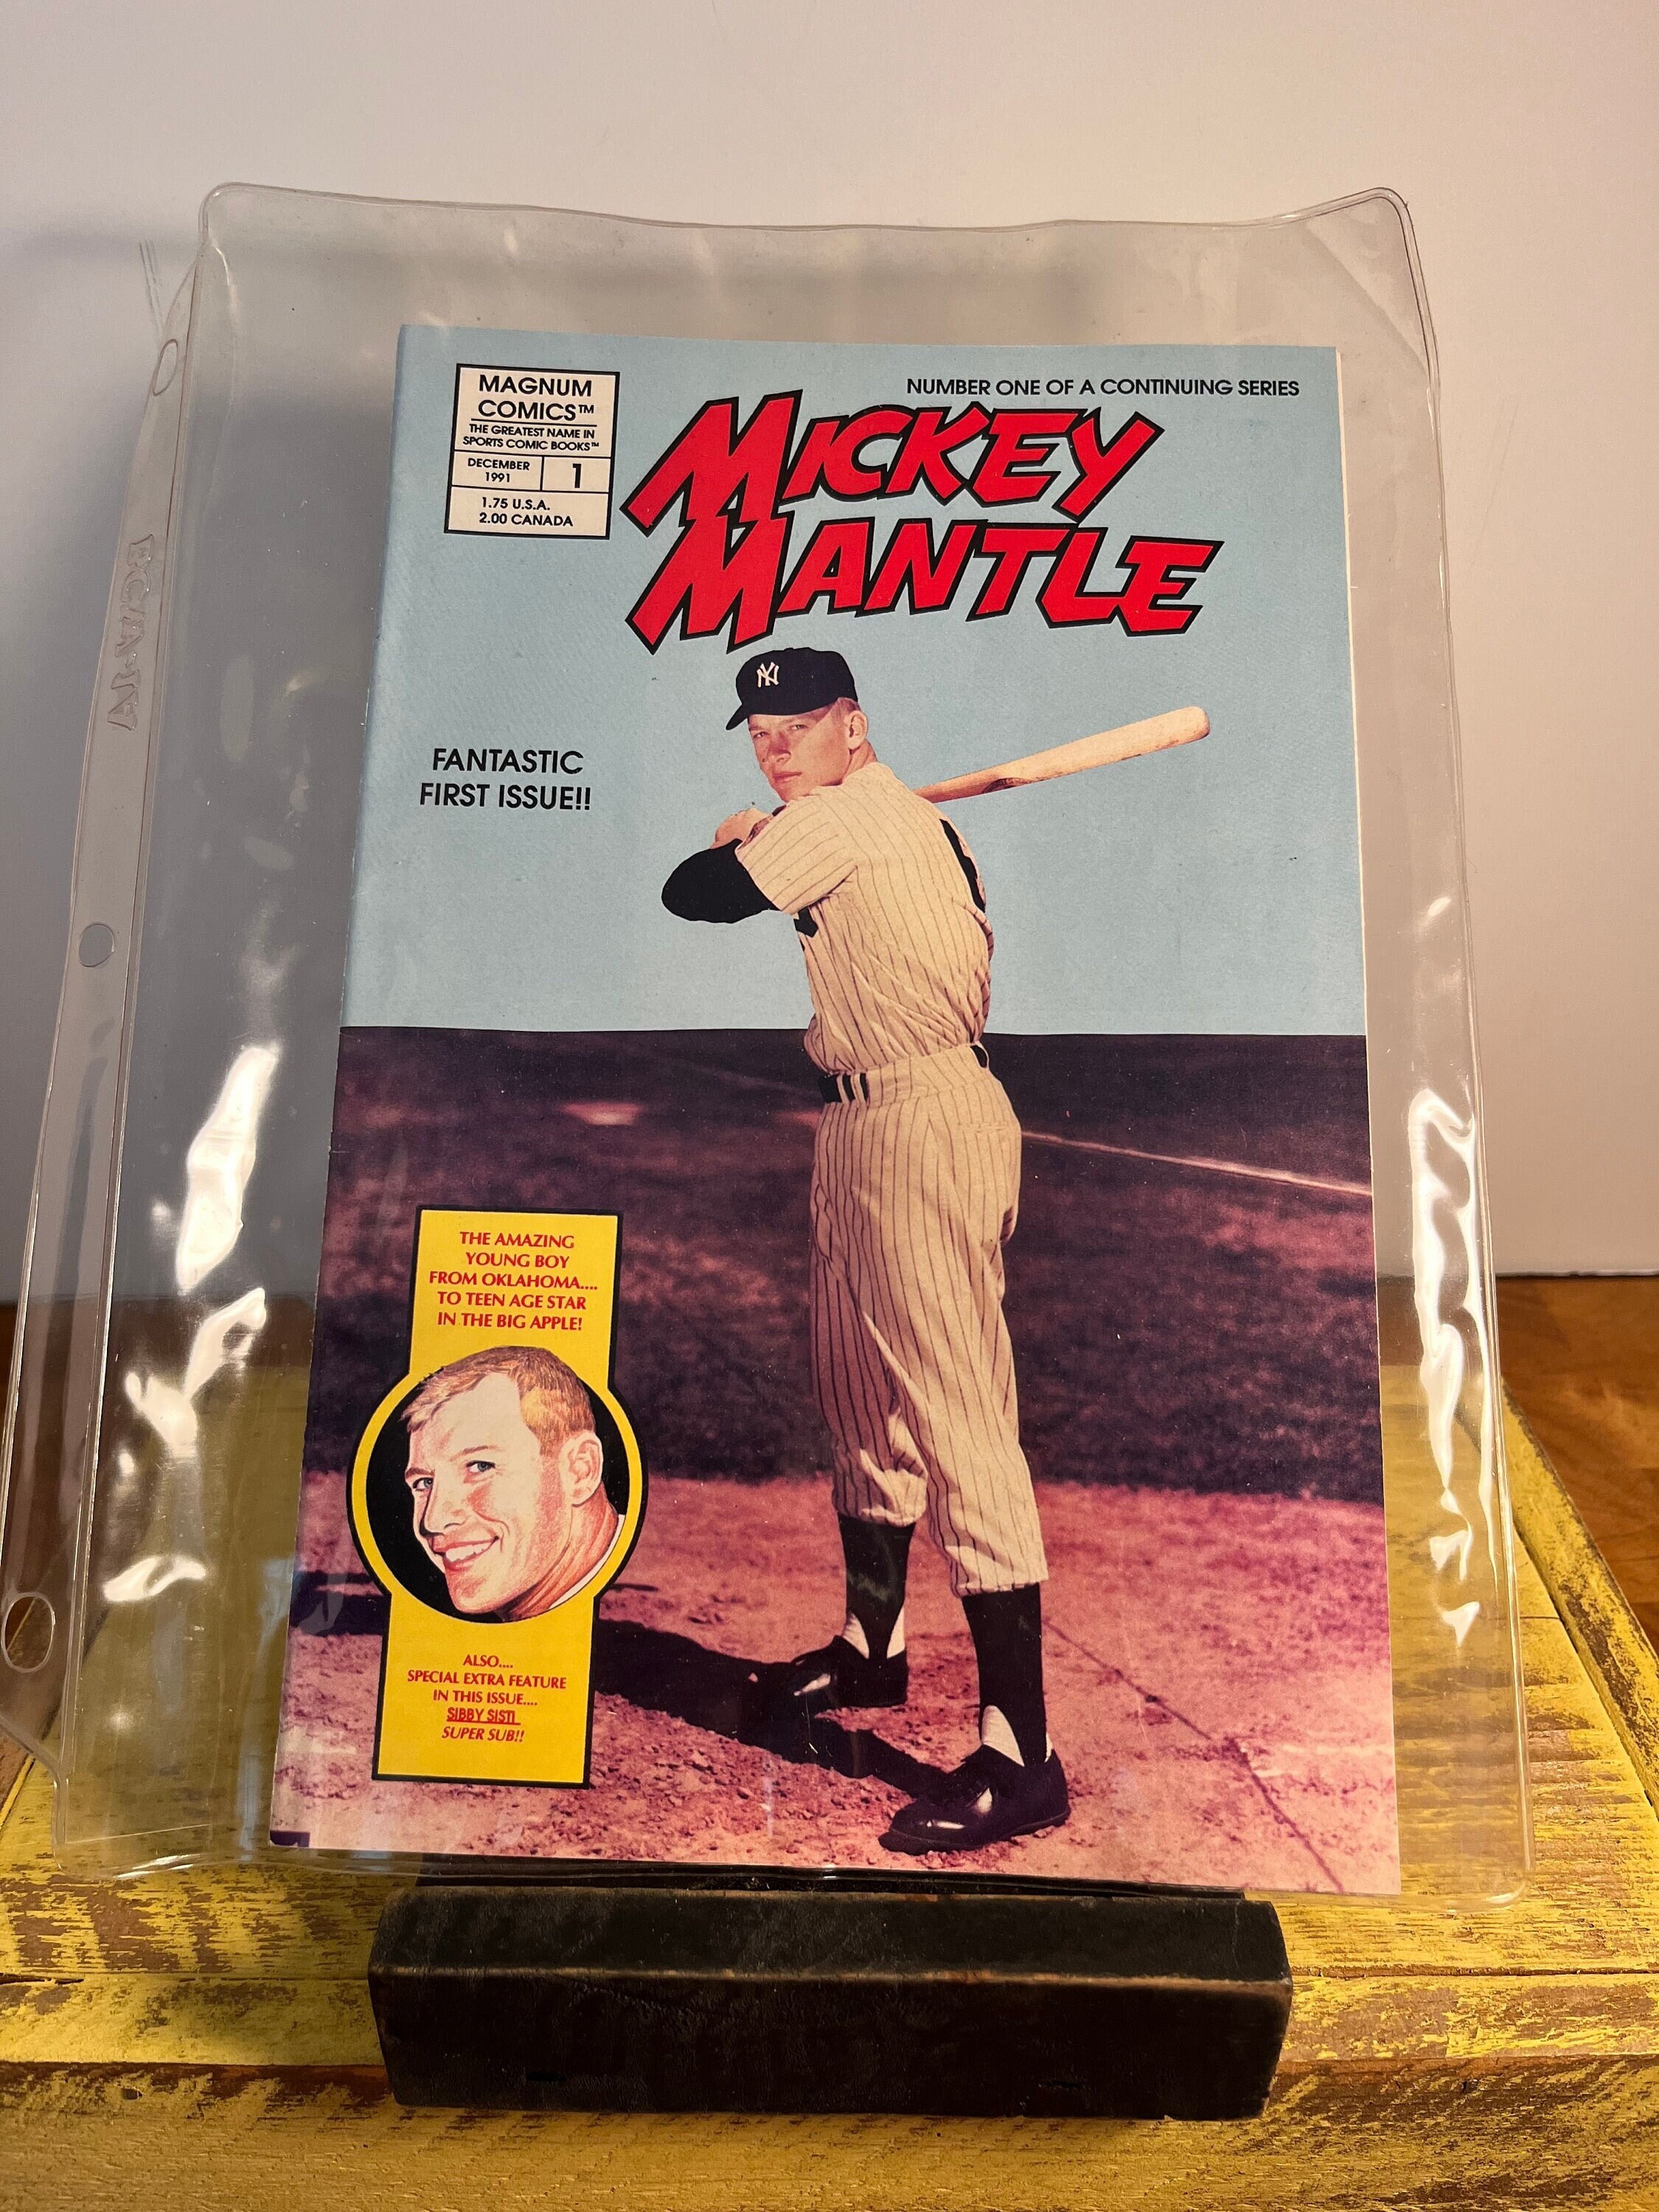 MAGNUM
COMICS™
THE GREATEST NAME IN
SPORTS COMIC BOOKS™
DECEMBER
1991
1
1.75 U.S.A.
2.00 CANADA
NUMBER ONE OF A CONTINUING SERIES
MICKEY
MANTLE
NY
FANTASTIC
FIRST ISSUE!!
THE AMAZING
YOUNG BOY
FROM OKLAHOMA....
TO TEEN AGE STAR
IN THE BIG APPLE!
ALSO....
SPECIAL EXTRA FEATURE
IN THIS ISSUE....
SIBBY SISTI
SUPER SUB!!